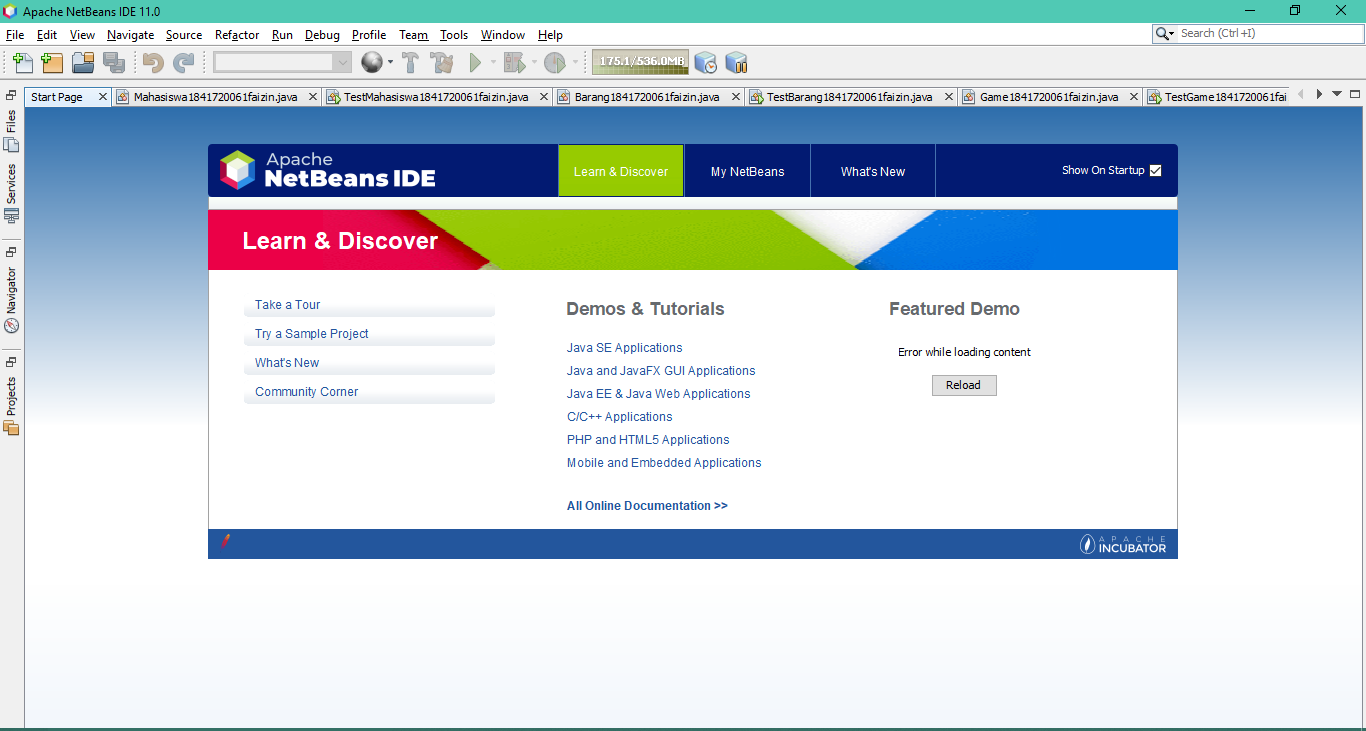 Apache NetBeans IDE 11.0
File Edit View Navigate Source Refactor Run Debug Profile Team Tools Window Help
Search (Ctrl+I)
175.1/536.0MB
Start Page Mahasiswa1841720061faizin.java TestMahasiswa1841720061faizin.java Barang1841720061faizin.java TestBarang1841720061faizin.java Game1841720061faizin.java TestGame1841720061fai
Files
Services
Navigator
Projects
Apache
NetBeans IDE
Learn & Discover
My NetBeans
What's New
Show On Startup
Learn & Discover
Take a Tour
Try a Sample Project
What's New
Community Corner
Demos & Tutorials
Java SE Applications
Java and JavaFX GUI Applications
Java EE & Java Web Applications
C/C++ Applications
PHP and HTML5 Applications
Mobile and Embedded Applications
All Online Documentation >>
Featured Demo
Error while loading content
Reload
APACHE
INCUBATOR